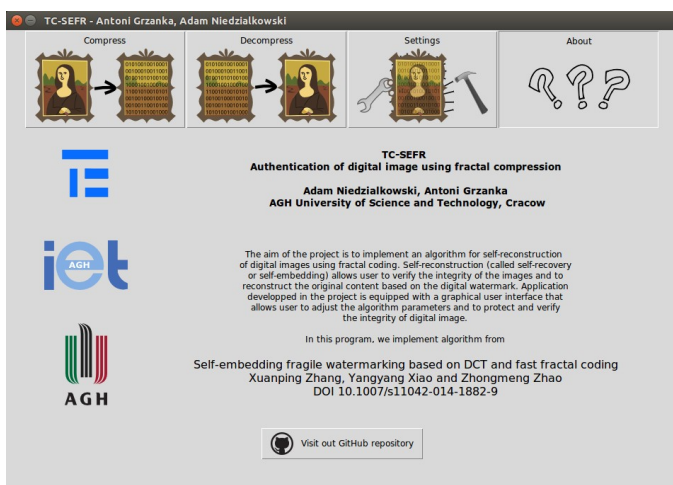 TC-SEFR - Antoni Grzanka, Adam Niedzialkowski
Compress
Decompress
Settings
About
TC-SEFR
Authentication of digital image using fractal compression
Adam Niedzialkowski, Antoni Grzanka
AGH University of Science and Technology, Cracow
iet
AGH
The aim of the project is to implement an algorithm for self-reconstruction
of digital images using fractal coding. Self-reconstruction (called self-recovery
or self-embedding) allows user to verify the integrity of the images and to
reconstruct the original content based on the digital watermark. Application
developped in the project is equipped with a graphical user interface that
allows user to adjust the algorithm parameters and to protect and verify
the integrity of digital image.
In this program, we implement algorithm from
Self-embedding fragile watermarking based on DCT and fast fractal coding
Xuanping Zhang, Yangyang Xiao and Zhongmeng Zhao
DOI 10.1007/s11042-014-1882-9
AGH
Visit out GitHub repository